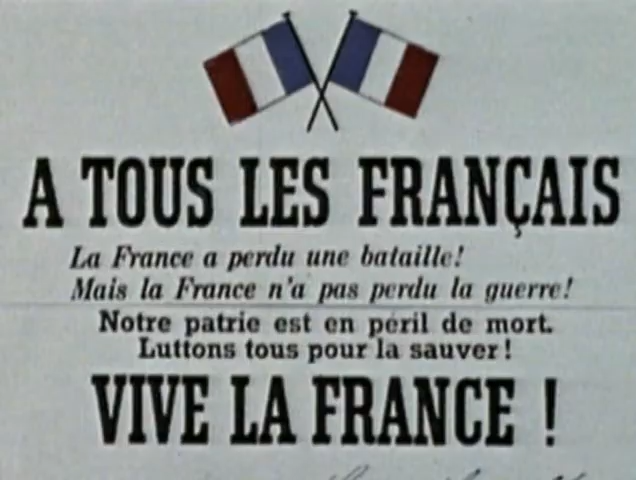 A TOUS LES FRANÇAIS
La France a perdu une bataille!
Mais la France n'a pas perdu la guerre!
Notre patrie est en péril de mort.
Luttons tous pour la sauver!
VIVE LA FRANCE !